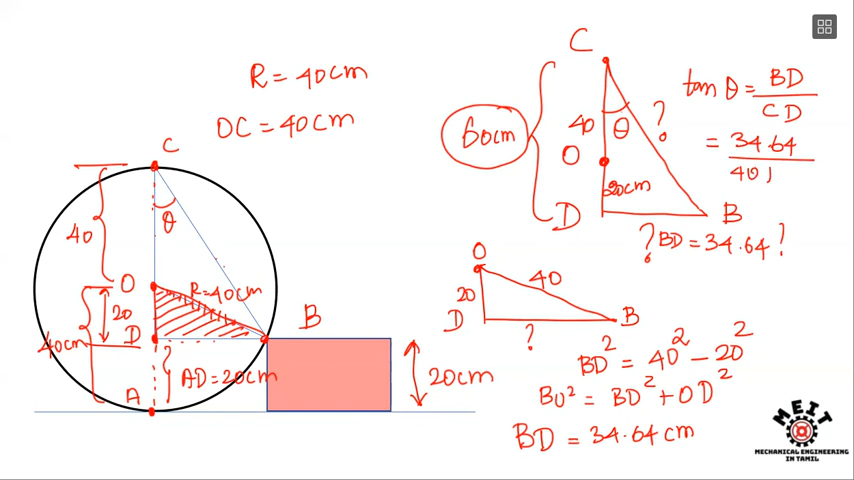 R = 40cm
OC = 40cm
C
θ
40
O
R=40cm
20
D
B
40cm
AD=20cm
A
20cm
C
60cm
40
θ
?
O
20cm
D
B
? BD = 34.64?
tan θ = BD / CD
= 34.64 / 40
O
20
40
D
B
?
BD² = 40² - 20²
BO² = BD² + OD²
BD = 34.64 cm
MEIT
MECHANICAL ENGINEERING
IN TAMIL